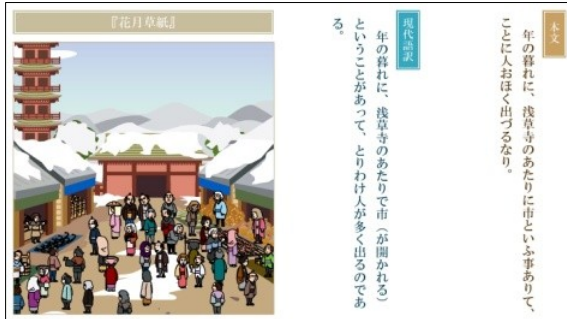 本文
年の暮れに、浅草寺のあたりに市といふ事ありて、
ことに人おほく出づるなり。
現代語訳
年の暮れに、浅草寺のあたりで市(が開かれる)
ということがあって、とりわけ人が多く出るのであ
る。
『花月草紙』